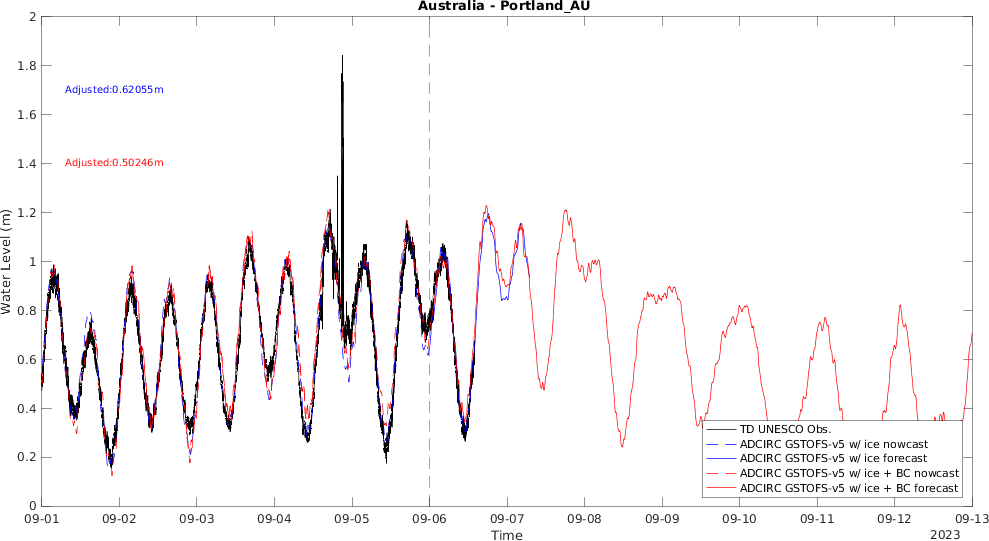 Australia - Portland_AU
Water Level (m)
2
1.8
1.6
1.4
1.2
1
0.8
0.6
0.4
0.2
0
Adjusted:0.62055m
Adjusted:0.50246m
TD UNESCO Obs.
ADCIRC GSTOFS-v5 w/ ice nowcast
ADCIRC GSTOFS-v5 w/ ice forecast
ADCIRC GSTOFS-v5 w/ ice + BC nowcast
ADCIRC GSTOFS-v5 w/ ice + BC forecast
09-01 09-02 09-03 09-04 09-05 09-06 09-07 09-08 09-09 09-10 09-11 09-12 09-13
Time
2023